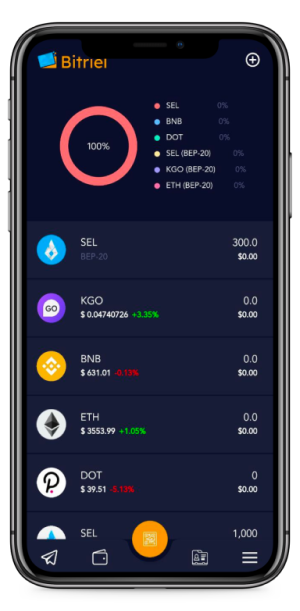 Bitriel
100%
SEL 0%
BNB 0%
DOT 0%
SEL (BEP-20) 0%
KGO (BEP-20) 0%
ETH (BEP-20) 0%
SEL 300.0
BEP-20 $0.00
GO
KGO 0.0
$ 0.04740726 +3.35% $0.00
BNB 0.0
$ 631.01 -0.13% $0.00
ETH 0.0
$ 3553.99 +1.05% $0.00
DOT 0
$ 39.51 -5.13% $0.00
SEL 1,000